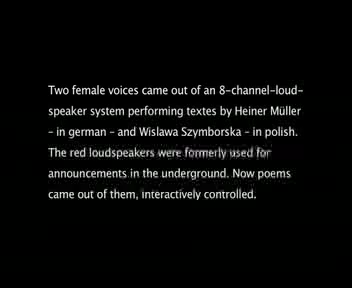 Two female voices came out of an 8-channel-loud-
speaker system performing textes by Heiner Müller
- in german - and Wislawa Szymborska - in polish.
The red loudspeakers were formerly used for
announcements in the underground. Now poems
came out of them, interactively controlled.